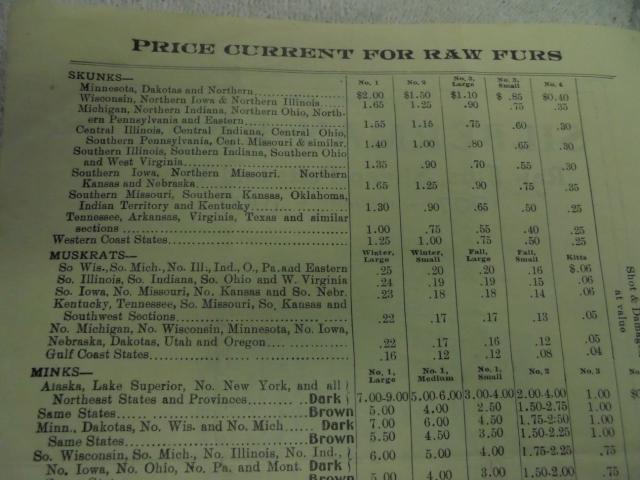 PRICE CURRENT FOR RAW FURS
SKUNKS— No. 1 No. 2 No. 3, Large No. 3, Small No. 4
Minnesota, Dakotas and Northern $2.00 $1.50 $1.10 $ .85 $0.40
Wisconsin, Northern Iowa & Northern Illinois 1.65 1.25 .90 .75 .35
Michigan, Northern Indiana, Northern Ohio, North-
ern Pennsylvania and Eastern 1.55 1.15 .75 .60 .30
Central Illinois, Central Indiana, Central Ohio,
Southern Pennsylvania, Cent. Missouri & similar. 1.40 1.00 .80 .65 .30
Southern Illinois, Southern Indiana, Southern Ohio
and West Virginia 1.35 .90 .70 .55 .30
Southern Iowa, Northern Missouri. Northern
Kansas and Nebraska 1.65 1.25 .90 .75 .35
Southern Missouri, Southern Kansas, Oklahoma,
Indian Territory and Kentucky 1.30 .90 .65 .50 .25
Tennessee, Arkansas, Virginia, Texas and similar
sections 1.00 .75 .55 .40 .25
Western Coast States 1.25 1.00 .75 .50 .25
MUSKRATS— Winter, Large Winter, Small Fall, Large Fall, Small Kitts
So Wis., So. Mich., No. Ill., Ind., O., Pa. and Eastern .25 .20 .20 .16 $.06
So. Illinois, So. Indiana, So. Ohio and W. Virginia .24 .19 .19 .15 .06
So. Iowa, No. Missouri, No. Kansas and So. Nebr. .23 .18 .18 .14 .06
Kentucky, Tennessee, So. Missouri, So. Kansas and
Southwest Sections .22 .17 .17 .13 .05
No. Michigan, No. Wisconsin, Minnesota, No. Iowa,
Nebraska, Dakotas, Utah and Oregon .22 .17 .16 .12 .05
Gulf Coast States .16 .12 .12 .08 .04
MINKS— No. 1, Large No. 1, Medium No. 1, Small No. 2 No. 3
Alaska, Lake Superior, No. New York, and all
Northeast States and Provinces Dark 7.00-9.00 5.00-6.00 3.00-4.00 2.00-4.00 1.00
Same States Brown 5.00 4.00 2.50 1.50-2.75 1.00
Minn., Dakotas, No. Wis. and No. Mich Dark 7.00 6.00 4.50 1.75-2.50 1.00
Same States Brown 5.50 4.50 3.50 1.50-2.25 1.00
So. Wisconsin, So. Mich., No. Illinois, No. Ind.,
No. Iowa, No. Ohio, No. Pa. and Mont. Dark 6.00 5.00 4.00 1.75-2.25 .75
Brown 5.00 4.00 3.00 1.50-2.00 .75
Shot & Damag
at value